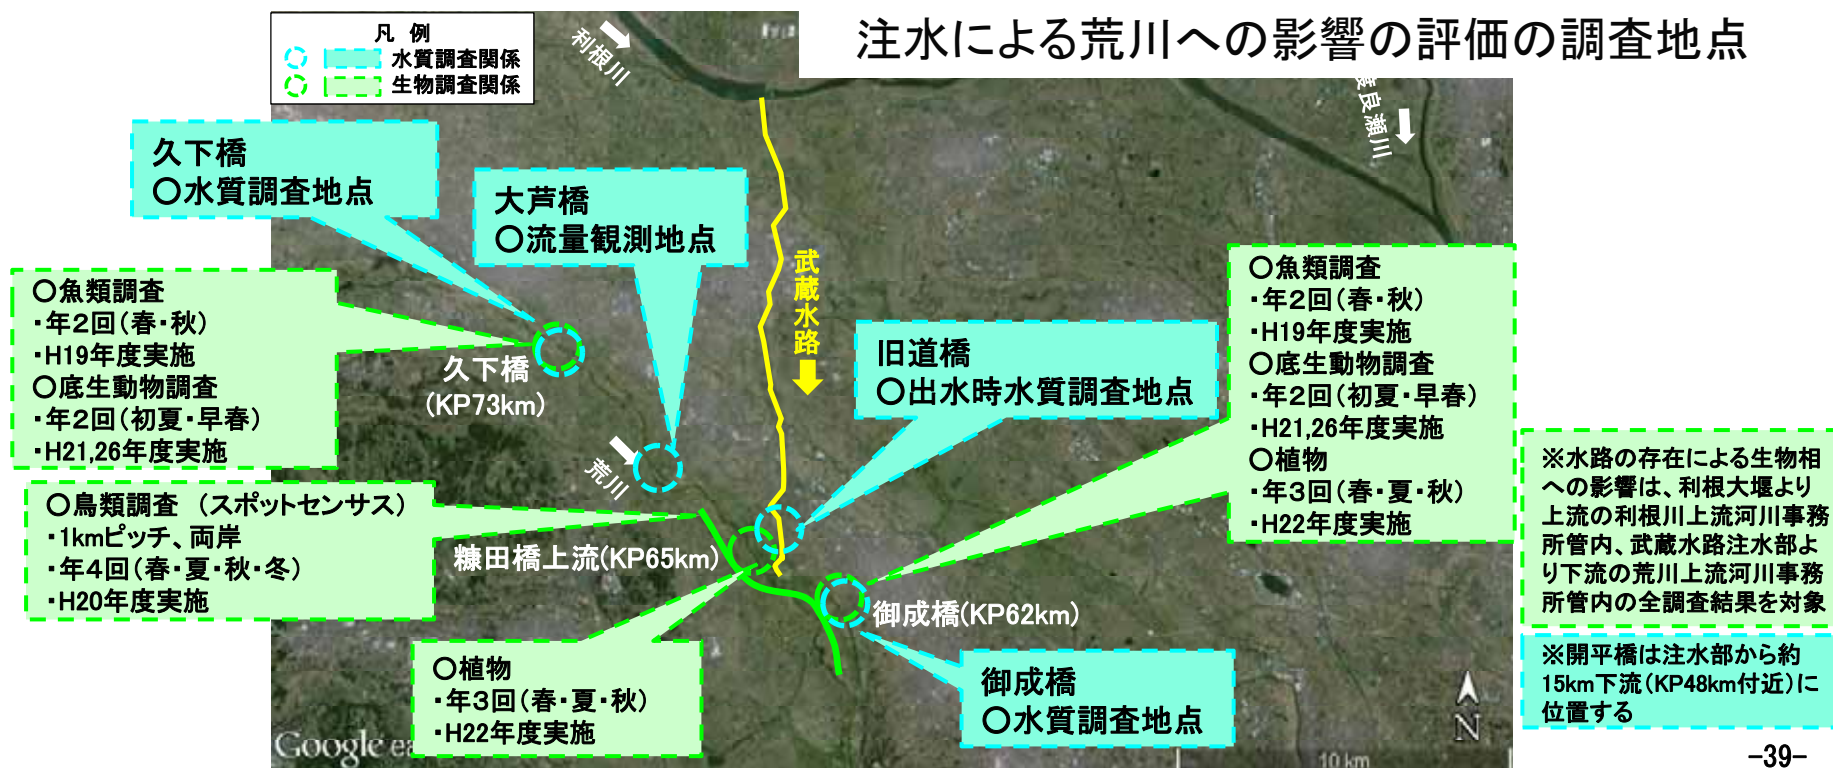 注水による荒川への影響の評価の調査地点
凡 例
水質調査関係
生物調査関係
利根川
良瀬川
久下橋
○水質調査地点
大芦橋
○流量観測地点
武蔵水路
○魚類調査
・年2回(春・秋)
・H19年度実施
○底生動物調査
・年2回(初夏・早春)
・H21,26年度実施
久下橋
(KP73km)
旧道橋
○出水時水質調査地点
○魚類調査
・年2回(春・秋)
・H19年度実施
○底生動物調査
・年2回(初夏・早春)
・H21,26年度実施
○植物
・年3回(春・夏・秋)
・H22年度実施
荒川
○鳥類調査 (スポットセンサス)
・1kmピッチ、両岸
・年4回(春・夏・秋・冬)
・H20年度実施
糠田橋上流(KP65km)
御成橋(KP62km)
○植物
・年3回(春・夏・秋)
・H22年度実施
御成橋
○水質調査地点
※水路の存在による生物相
への影響は、利根大堰より
上流の利根川上流河川事務
所管内、武蔵水路注水部よ
り下流の荒川上流河川事務
所管内の全調査結果を対象
※開平橋は注水部から約
15km下流(KP48km付近)に
位置する
N
Google ea
10 km
-39-